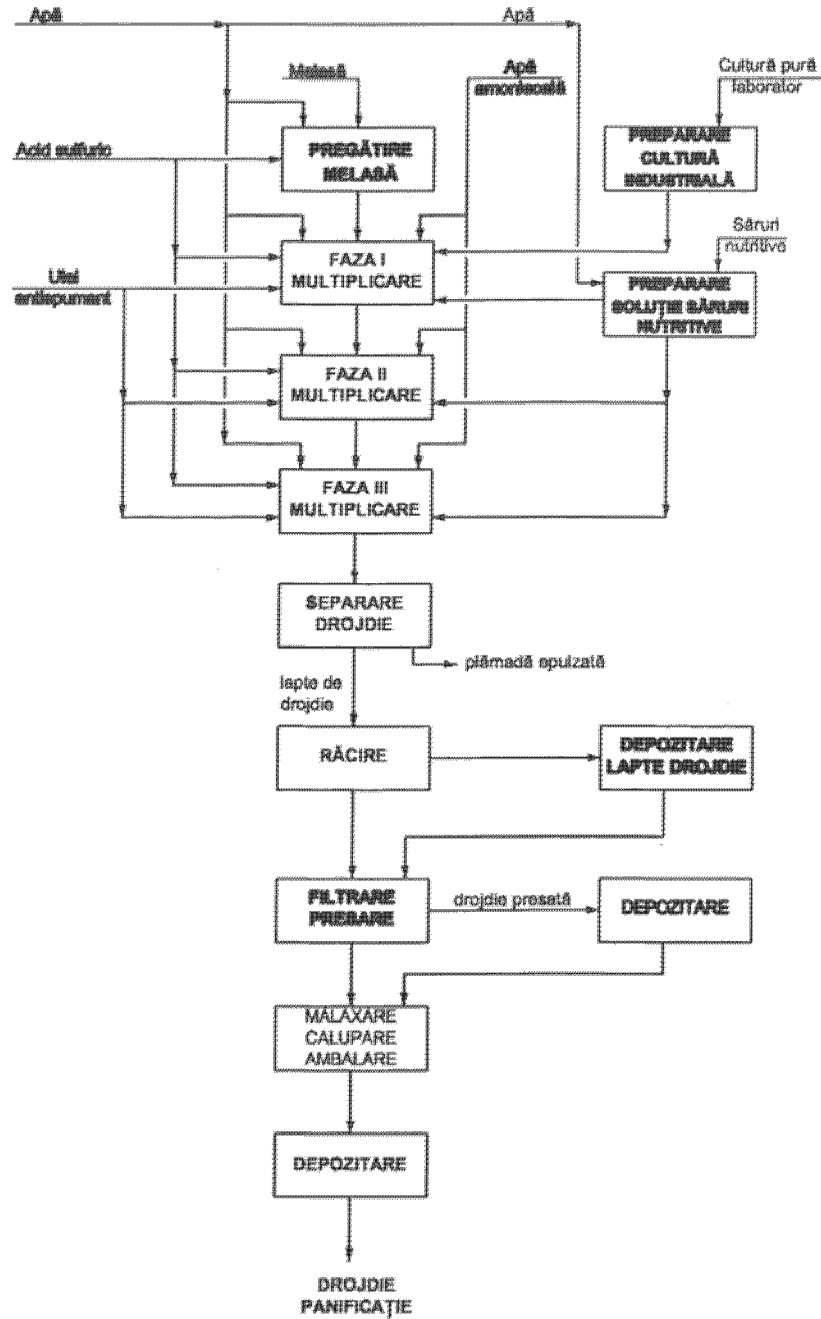 Apă
Apă
Melasă
Apă
amoniacală
Cultură pură
laborator
Acid sulfuric
PREGĂTIRE
MELASĂ
PREPARARE
CULTURĂ
INDUSTRIALĂ
Săruri
nutritive
Ulei
antispumant
FAZA I
MULTIPLICARE
PREPARARE
SOLUŢIE SĂRURI
NUTRITIVE
FAZA II
MULTIPLICARE
FAZA III
MULTIPLICARE
SEPARARE
DROJDIE
plămadă epuizată
lapte de
drojdie
RĂCIRE
DEPOZITARE
LAPTE DROJDIE
FILTRARE
PRESARE
drojdie presată
DEPOZITARE
MALAXARE
CALUPARE
AMBALARE
DEPOZITARE
DROJDIE
PANIFICAŢIE